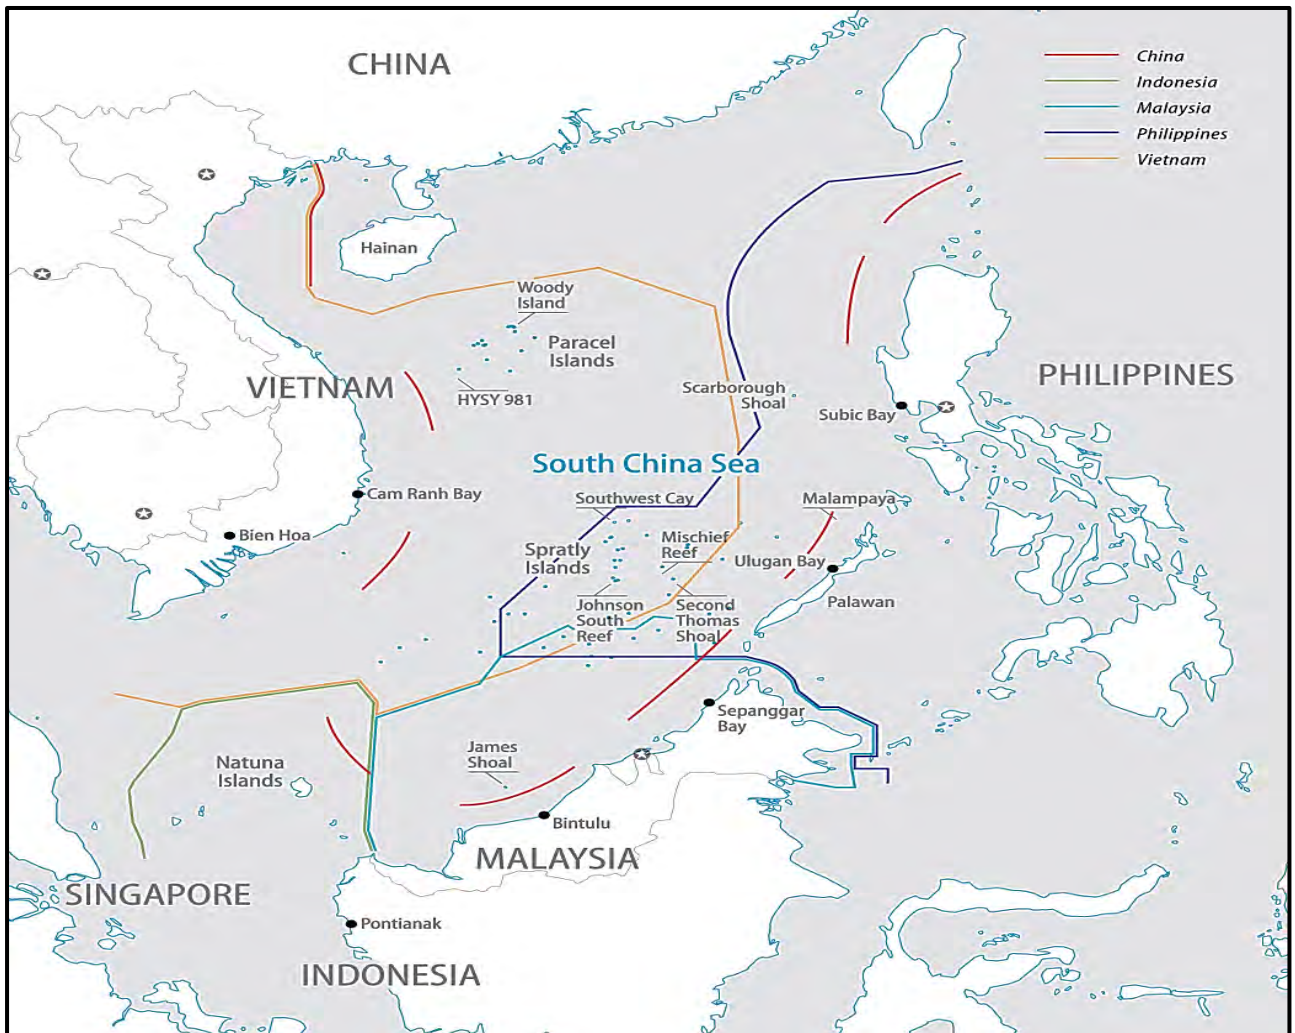 CHINA
China
Indonesia
Malaysia
Philippines
Vietnam
Hainan
Woody
Island
Paracel
Islands
HYSY 981
VIETNAM
PHILIPPINES
Scarborough
Shoal
Subic Bay
South China Sea
Cam Ranh Bay
Southwest Cay
Malampaya
Bien Hoa
Spratly
Islands
Mischief
Reef
Ulugan Bay
Palawan
Johnson
South
Reef
Second
Thomas
Shoal
Sepanggar
Bay
James
Shoal
Natuna
Islands
Bintulu
MALAYSIA
SINGAPORE
Pontianak
INDONESIA